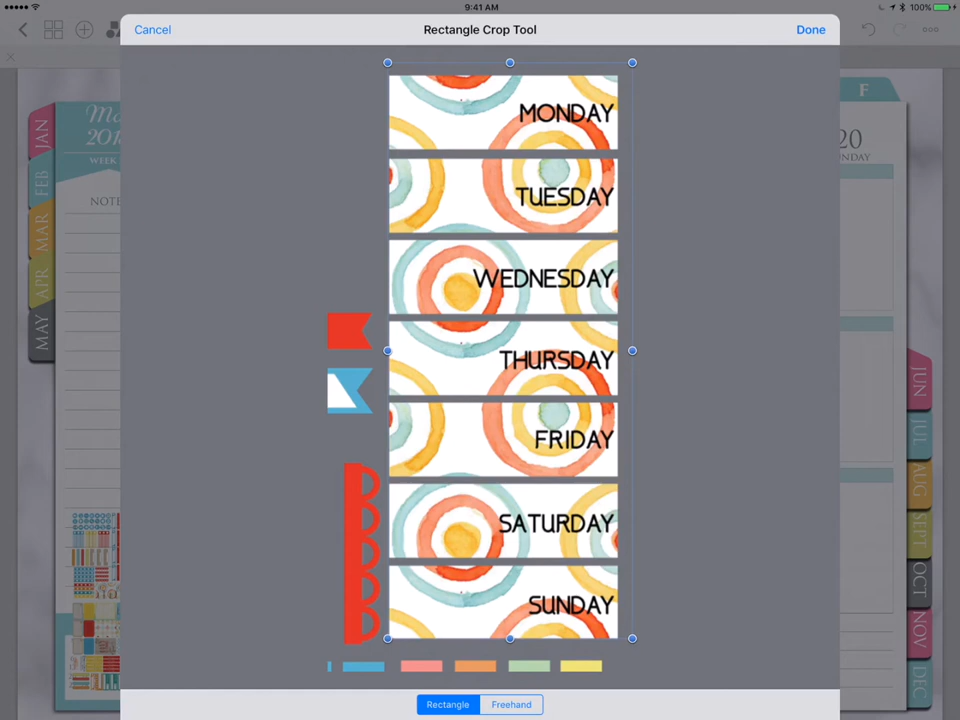 9:41 AM
100%
Cancel
Rectangle Crop Tool
Done
F
20
WEEK
NOTE
JAN
FEB
MAR
APR
MAY
MONDAY
TUESDAY
WEDNESDAY
THURSDAY
FRIDAY
SATURDAY
SUNDAY
JUN
JUL
AUG
SEPT
OCT
NOV
DEC
Rectangle
Freehand